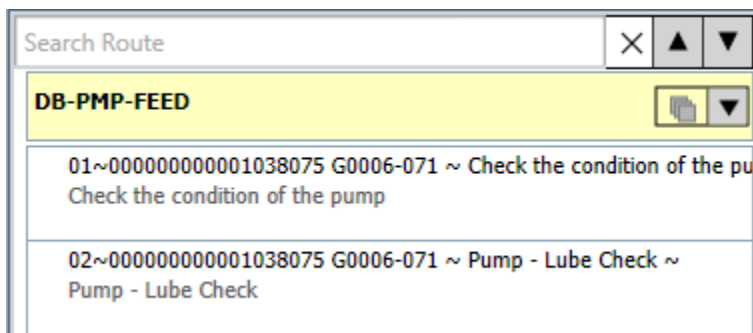 Search Route
DB-PMP-FEED
01~000000000001038075 G0006-071 ~ Check the condition of the pu
Check the condition of the pump
02~000000000001038075 G0006-071 ~ Pump - Lube Check ~
Pump - Lube Check